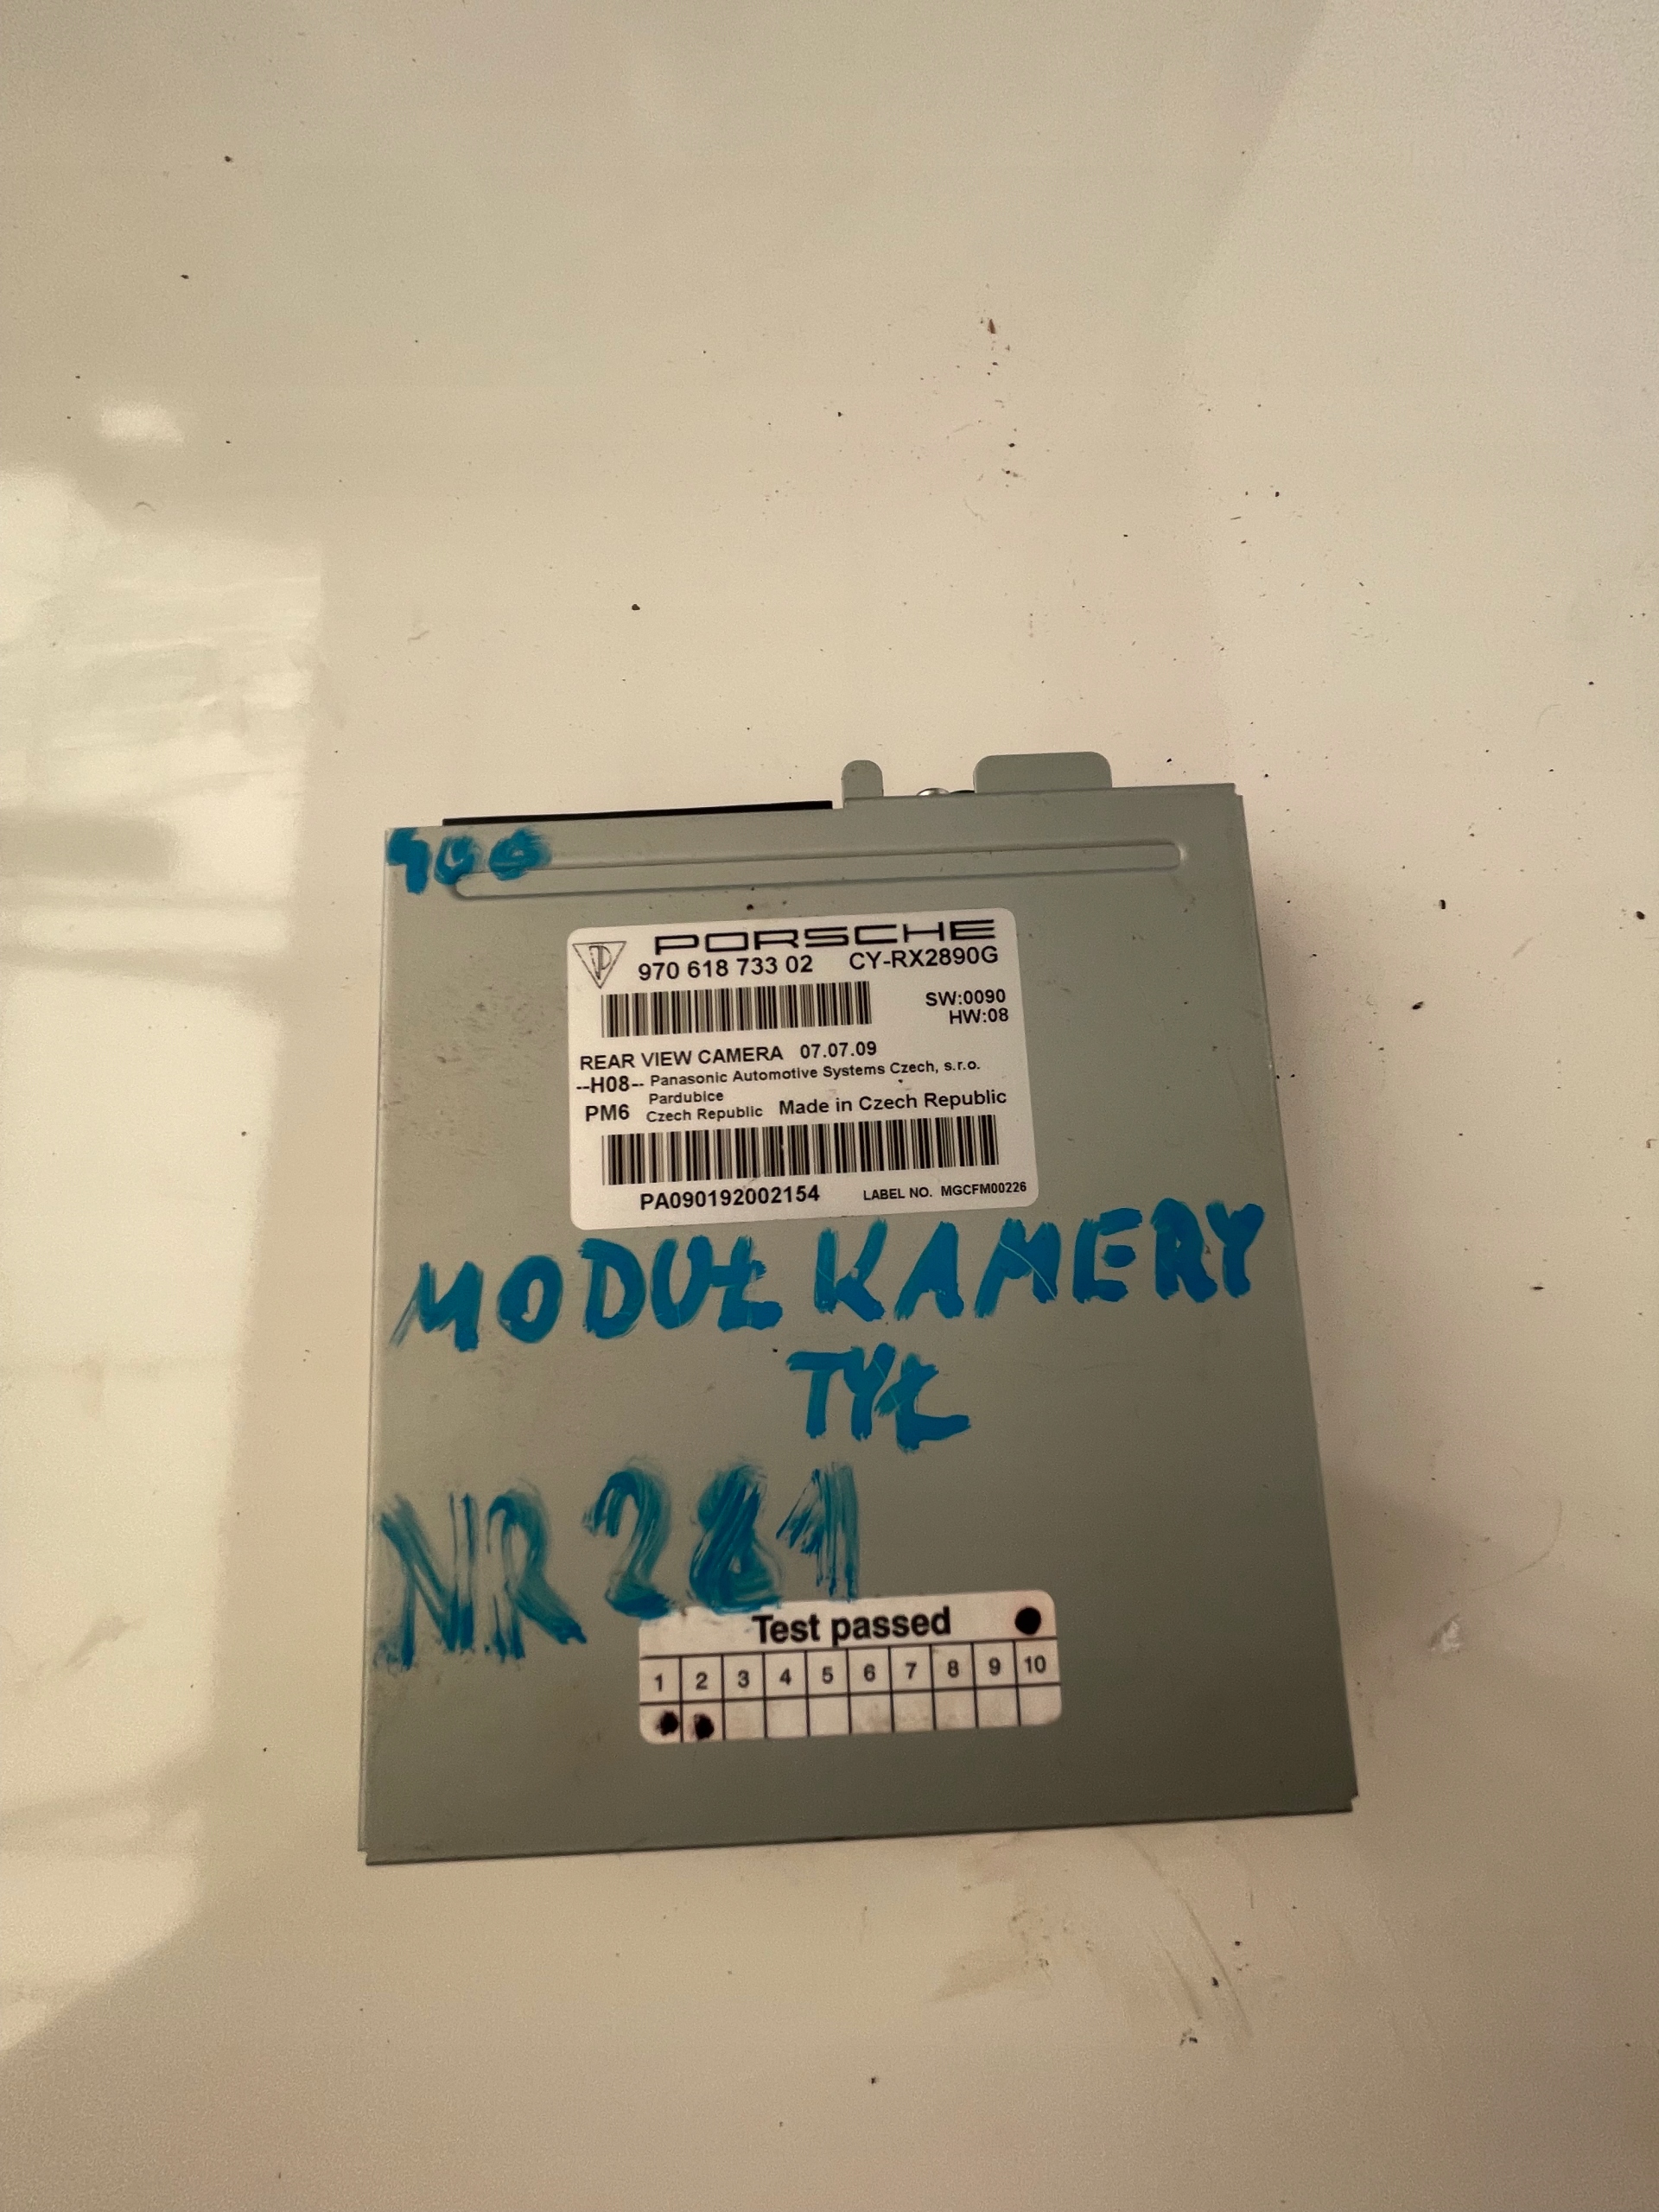 PORSCHE
970 618 733 02 CY-RX2890G
SW:0090
HW:08
REAR VIEW CAMERA 07.07.09
--H08-- Panasonic Automotive Systems Czech, s.r.o.
Pardubice
PM6 Czech Republic Made in Czech Republic
PA090192002154 LABEL NO. MGCFM00226
MODUŁ KAMERY
TYŁ
NR 281
Test passed
1 2 3 4 5 6 7 8 9 10